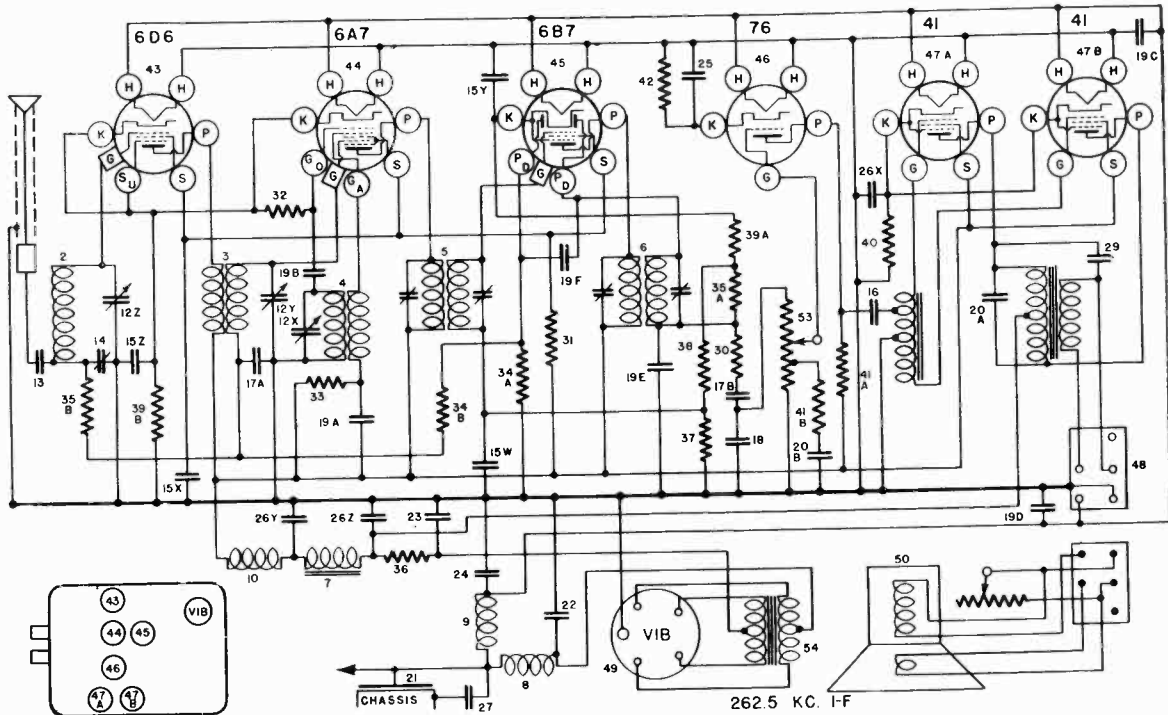 6D6 6A7 6B7 76 41 41
43 44 45 46 47A 47B
19C
15Y 42 25
H H H H H H H H H H H H
K P K P K S K P K P K P
G SU S GO G GA PD G PD G G S G S
32 26X
39A 40 29
2 3 19B 4 5 19F 6 35A 53 16 20A
12Z 12Y 12X
13 14 15Z 17A 31 38 30
35B 39B 33 34B 34A 19E 17B 41B 41A
19A 37 18 20B
15X 15W 48
26Y 26Z 23 19D
10 7 36 24 50
9 22
VIB 54
49
8
21
CHASSIS 27
262.5 KC. I-F
43 VIB
44 45
46
47A 47B